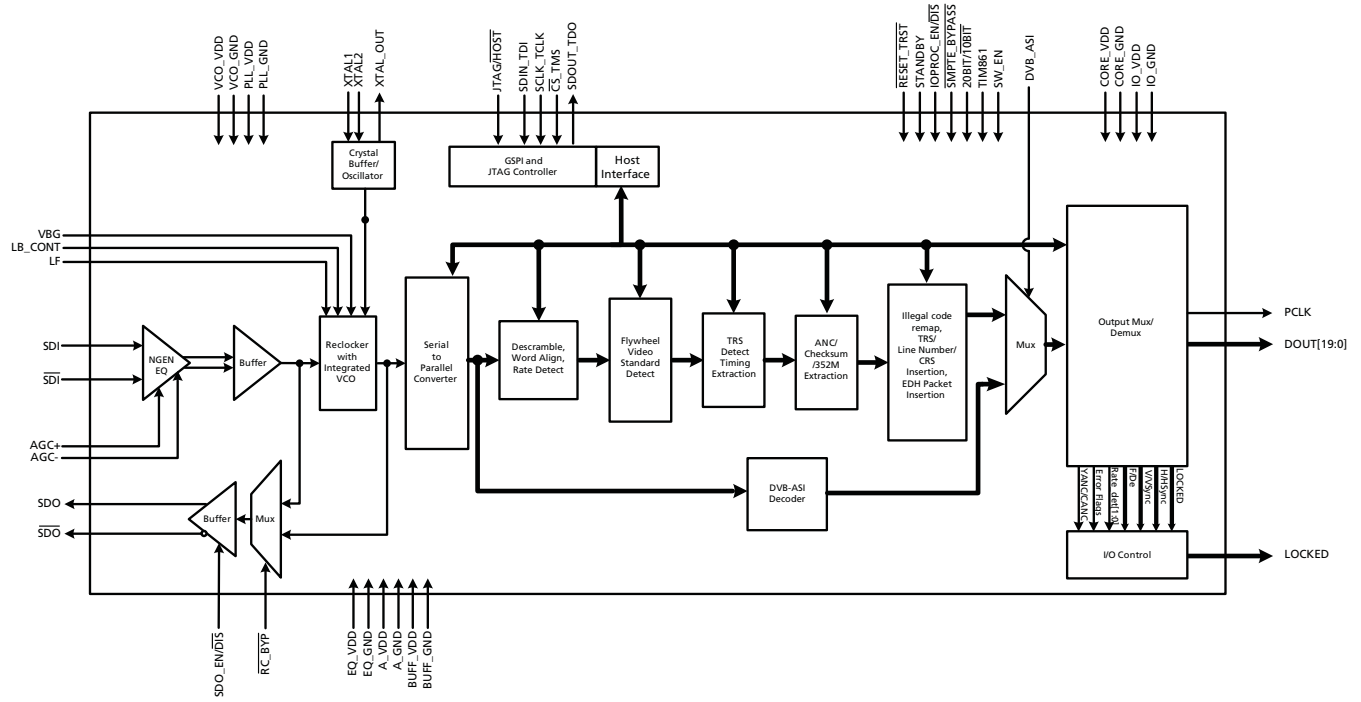 VCO_VDD
VCO_GND
PLL_VDD
PLL_GND
XTAL1
XTAL2
XTAL_OUT
JTAG/HOST
SDIN_TDI
SCLK_TCLK
CS_TMS
SDOUT_TDO
RESET_TRST
STANDBY
IOPROC_EN/DIS
SMPTE_BYPASS
20BIT/10BIT
TIM861
SW_EN
DVB_ASI
CORE_VDD
CORE_GND
IO_VDD
IO_GND
Crystal
Buffer/
Oscillator
GSPI and
JTAG Controller
Host
Interface
VBG
LB_CONT
LF
SDI
SDI
AGC+
AGC-
SDO
SDO
NGEN
EQ
Buffer
Reclocker
with
Integrated
VCO
Serial
to
Parallel
Converter
Descramble,
Word Align,
Rate Detect
Flywheel
Video
Standard
Detect
TRS
Detect
Timing
Extraction
ANC/
Checksum
/352M
Extraction
Illegal code
remap,
TRS/
Line Number/
CRS
Insertion,
EDH Packet
Insertion
Mux
Output Mux/
Demux
PCLK
DOUT[19:0]
DVB-ASI
Decoder
Buffer
Mux
YANC/CANC
Error flags
Rate_det[1:0]
F/De
V/VSync
H/HSync
LOCKED
I/O Control
LOCKED
SDO_EN/DIS
RC_BYP
EQ_VDD
EQ_GND
A_VDD
A_GND
BUFF_VDD
BUFF_GND